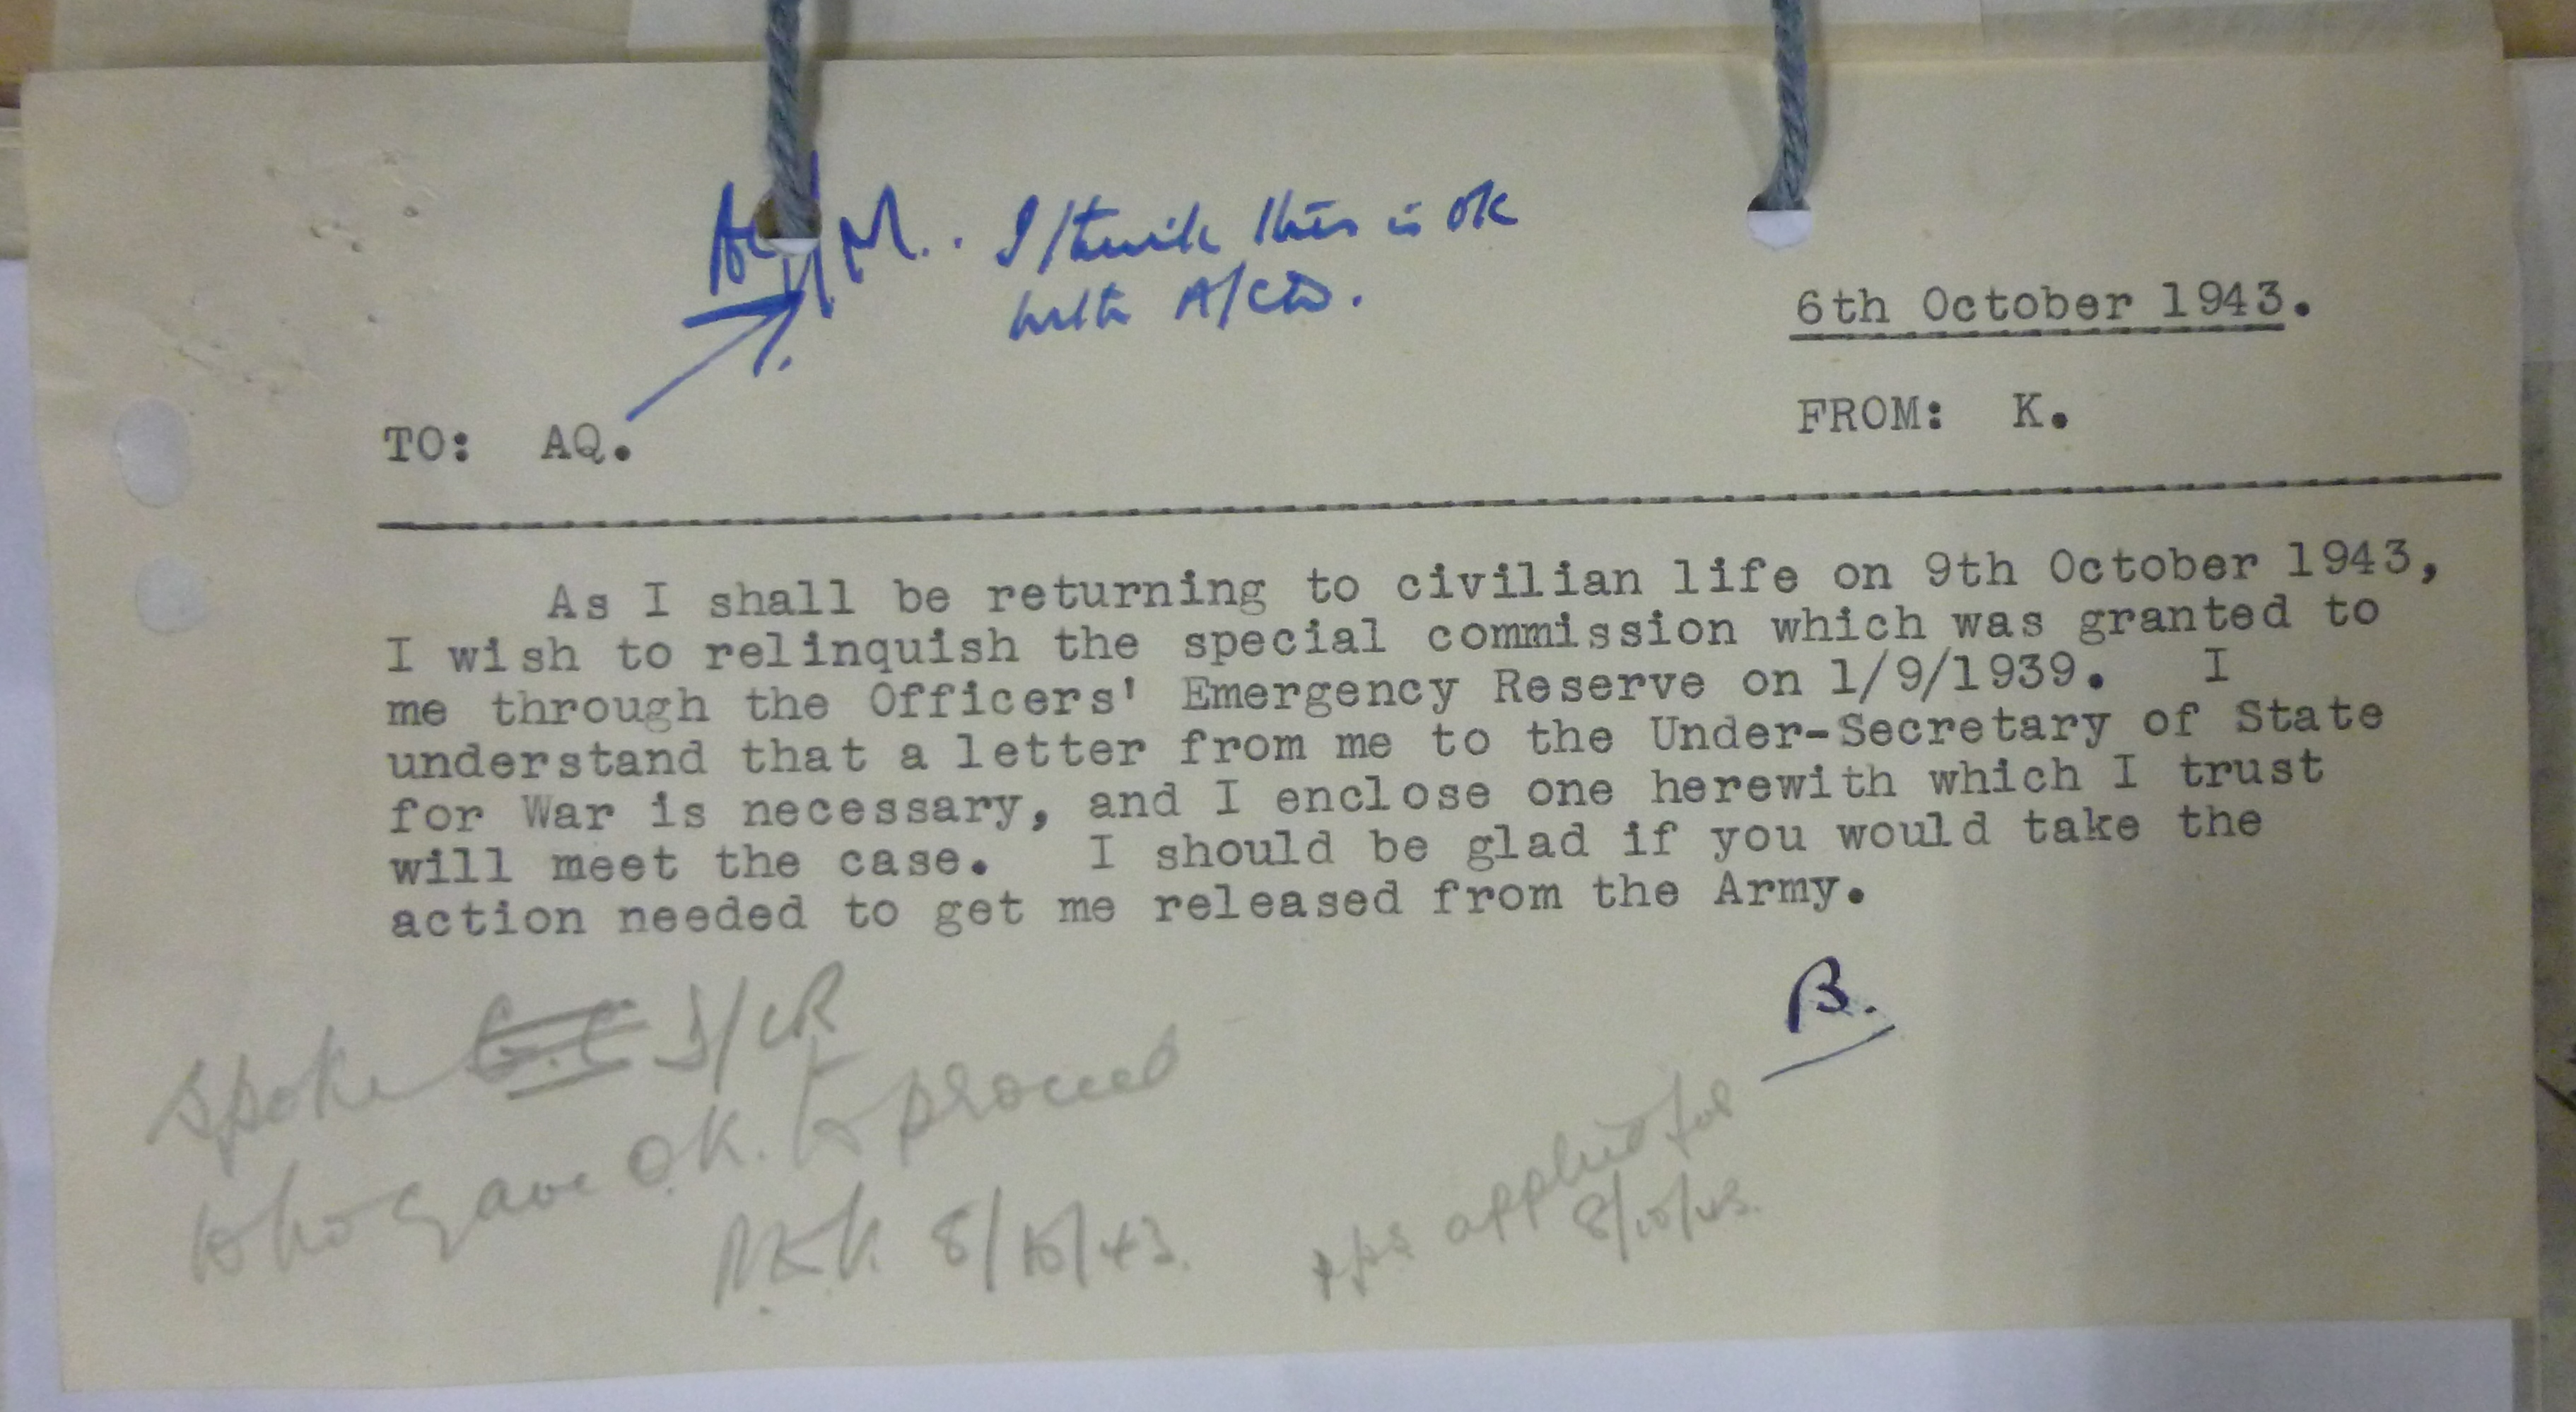 M.. I think this is OK
with A/CD.
6th October 1943.
TO: AQ.
FROM: K.
As I shall be returning to civilian life on 9th October 1943,
I wish to relinquish the special commission which was granted to
me through the Officers' Emergency Reserve on 1/9/1939. I
understand that a letter from me to the Under-Secretary of State
for War is necessary, and I enclose one herewith which I trust
will meet the case. I should be glad if you would take the
action needed to get me released from the Army.
B.
Spoke D/CR
who gave O.K. to proceed
8/10/43.
applied for
8/10/43.